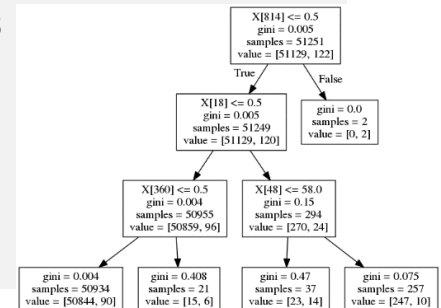 X[814] <= 0.5
gini = 0.005
samples = 51251
value = [51129, 122]
True
False
X[18] <= 0.5
gini = 0.005
samples = 51249
value = [51129, 120]
gini = 0.0
samples = 2
value = [0, 2]
X[360] <= 0.5
gini = 0.004
samples = 50955
value = [50859, 96]
X[48] <= 58.0
gini = 0.15
samples = 294
value = [270, 24]
gini = 0.004
samples = 50934
value = [50844, 90]
gini = 0.408
samples = 21
value = [15, 6]
gini = 0.47
samples = 37
value = [23, 14]
gini = 0.075
samples = 257
value = [247, 10]